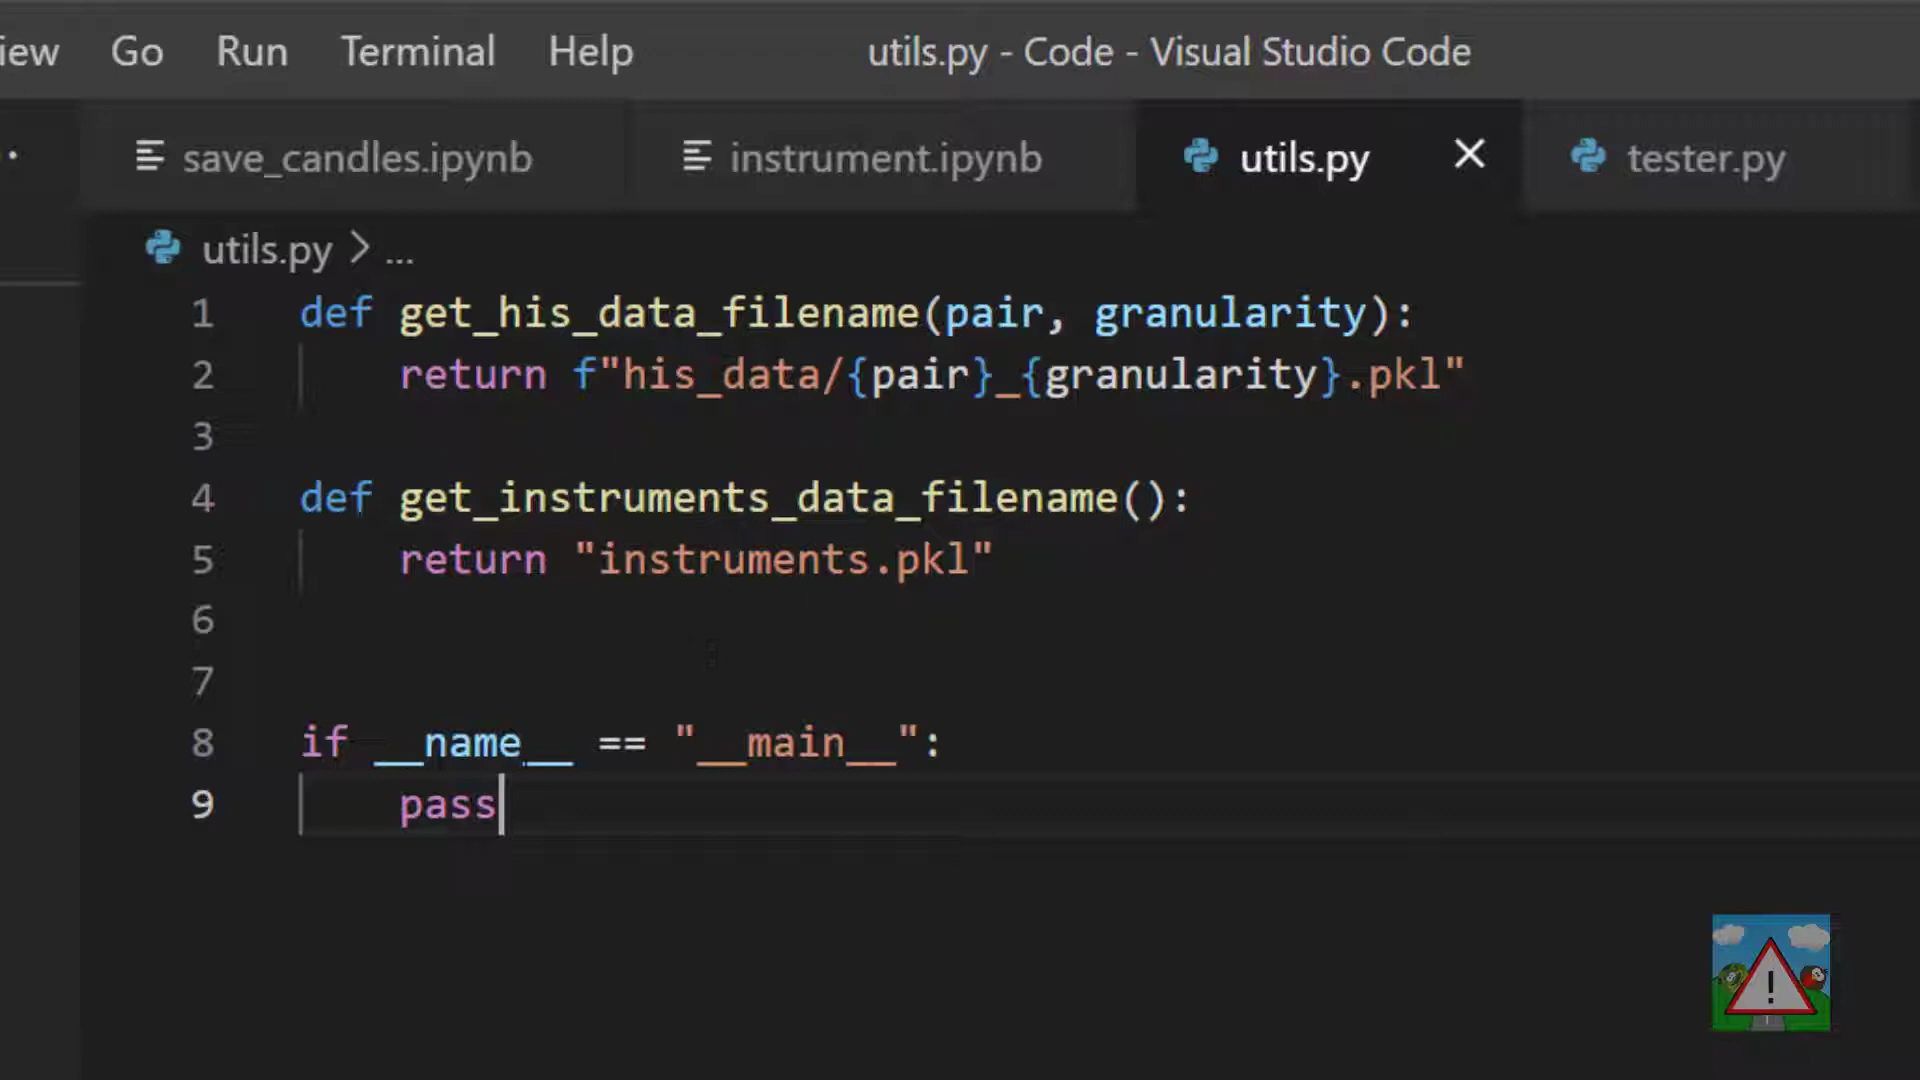 iew Go Run Terminal Help utils.py - Code - Visual Studio Code
save_candles.ipynb instrument.ipynb utils.py tester.py
utils.py > ...
1 def get_his_data_filename(pair, granularity):
2     return f"his_data/{pair}_{granularity}.pkl"
3
4 def get_instruments_data_filename():
5     return "instruments.pkl"
6
7
8 if __name__ == "__main__":
9     pass
!